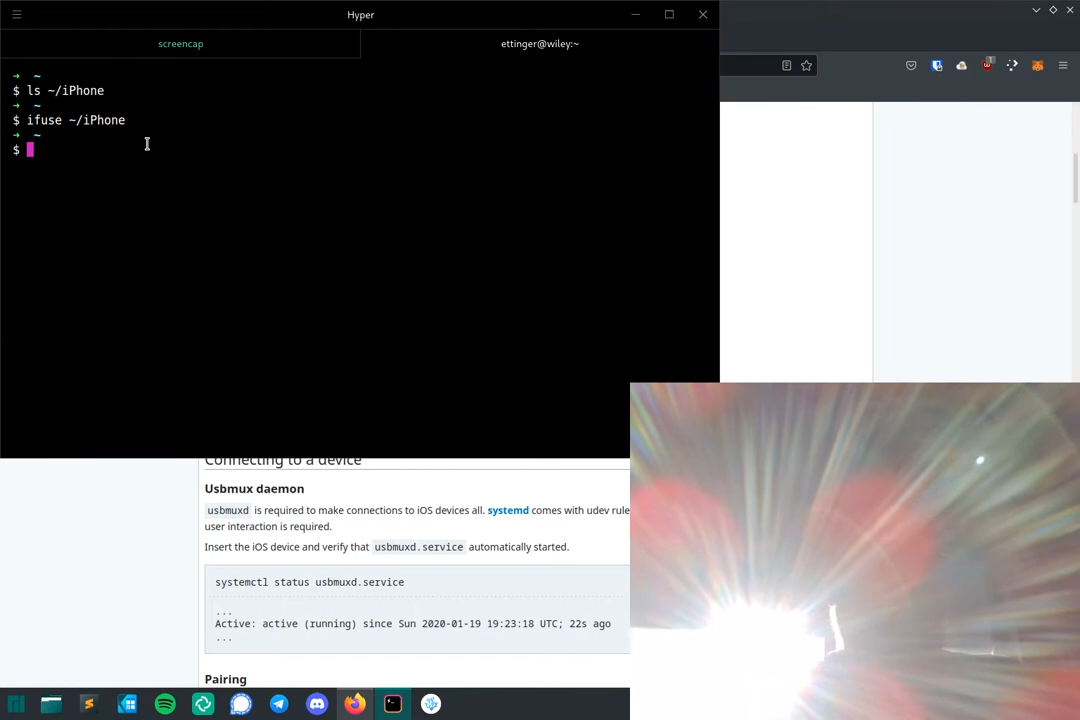 Hyper
screencap
ettinger@wiley:~
→ ~
$ ls ~/iPhone
→ ~
$ ifuse ~/iPhone
→ ~
$
1
Connecting to a device
Usbmux daemon
usbmuxd is required to make connections to iOS devices all. systemd comes with udev rule
user interaction is required.
Insert the iOS device and verify that usbmuxd.service automatically started.
systemctl status usbmuxd.service
...
Active: active (running) since Sun 2020-01-19 19:23:18 UTC; 22s ago
...
Pairing